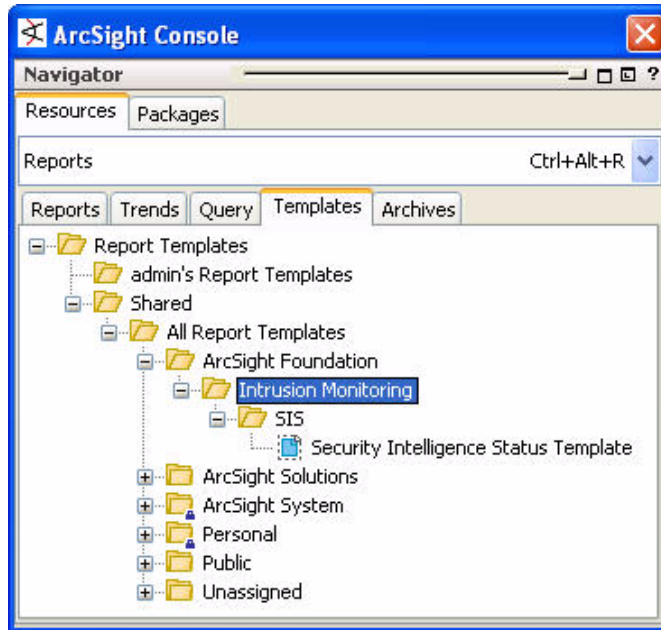 ArcSight Console
Navigator ?
Resources Packages
Reports Ctrl+Alt+R
Reports Trends Query Templates Archives
Report Templates
admin's Report Templates
Shared
All Report Templates
ArcSight Foundation
Intrusion Monitoring
SIS
Security Intelligence Status Template
ArcSight Solutions
ArcSight System
Personal
Public
Unassigned